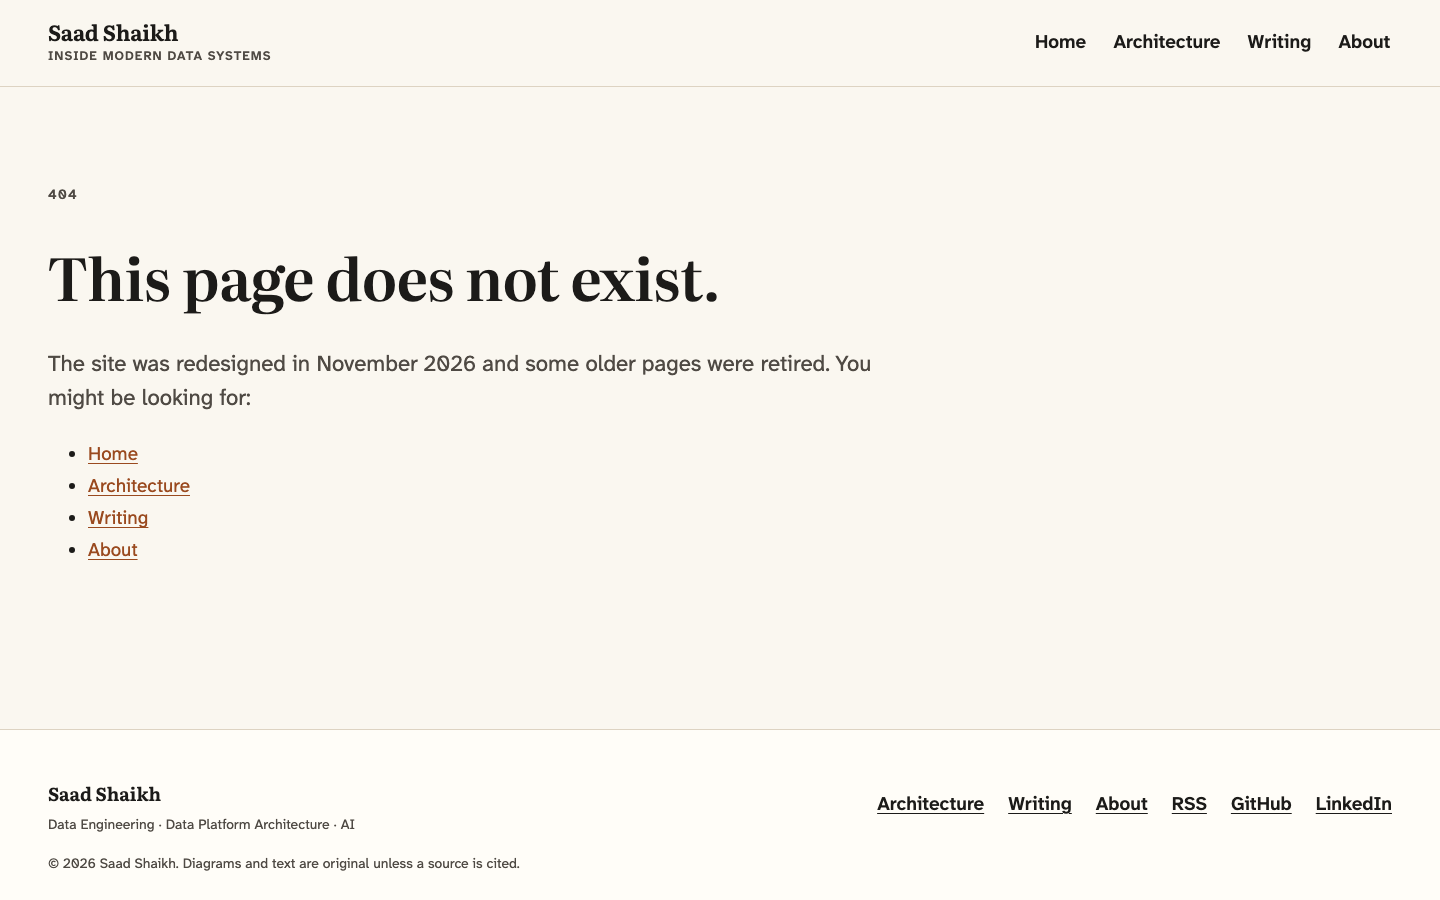 Saad Shaikh
INSIDE MODERN DATA SYSTEMS
Home Architecture Writing About
404
This page does not exist.
The site was redesigned in November 2026 and some older pages were retired. You
might be looking for:
Home
Architecture
Writing
About
Saad Shaikh
Data Engineering · Data Platform Architecture · AI
© 2026 Saad Shaikh. Diagrams and text are original unless a source is cited.
Architecture Writing About RSS GitHub LinkedIn